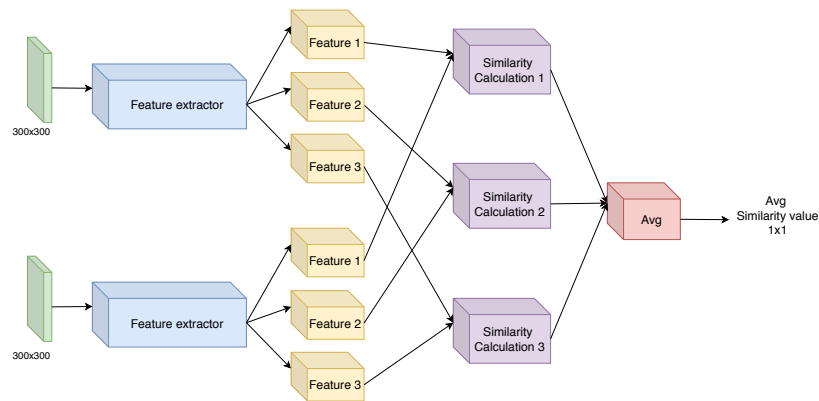 300x300
Feature extractor
Feature 1
Feature 2
Feature 3
300x300
Feature extractor
Feature 1
Feature 2
Feature 3
Similarity
Calculation 1
Similarity
Calculation 2
Similarity
Calculation 3
Avg
Avg
Similarity value
1x1